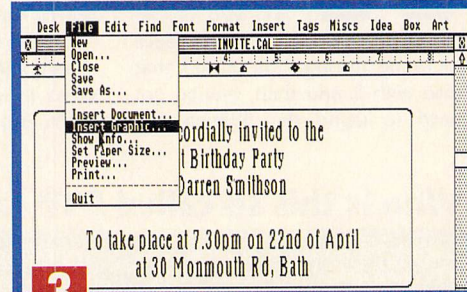 Desk File Edit Find Font Format Insert Tags Miscs Idea Box Art
INVITE.CAL
New
Open...
Close
Save
Save As...
Insert Document...
Insert Graphic...
Show Info...
Set Paper Size...
Preview...
Print...
Quit
ordially invited to the
t Birthday Party
Darren Smithson
To take place at 7.30pm on 22nd of April
at 30 Monmouth Rd, Bath
3